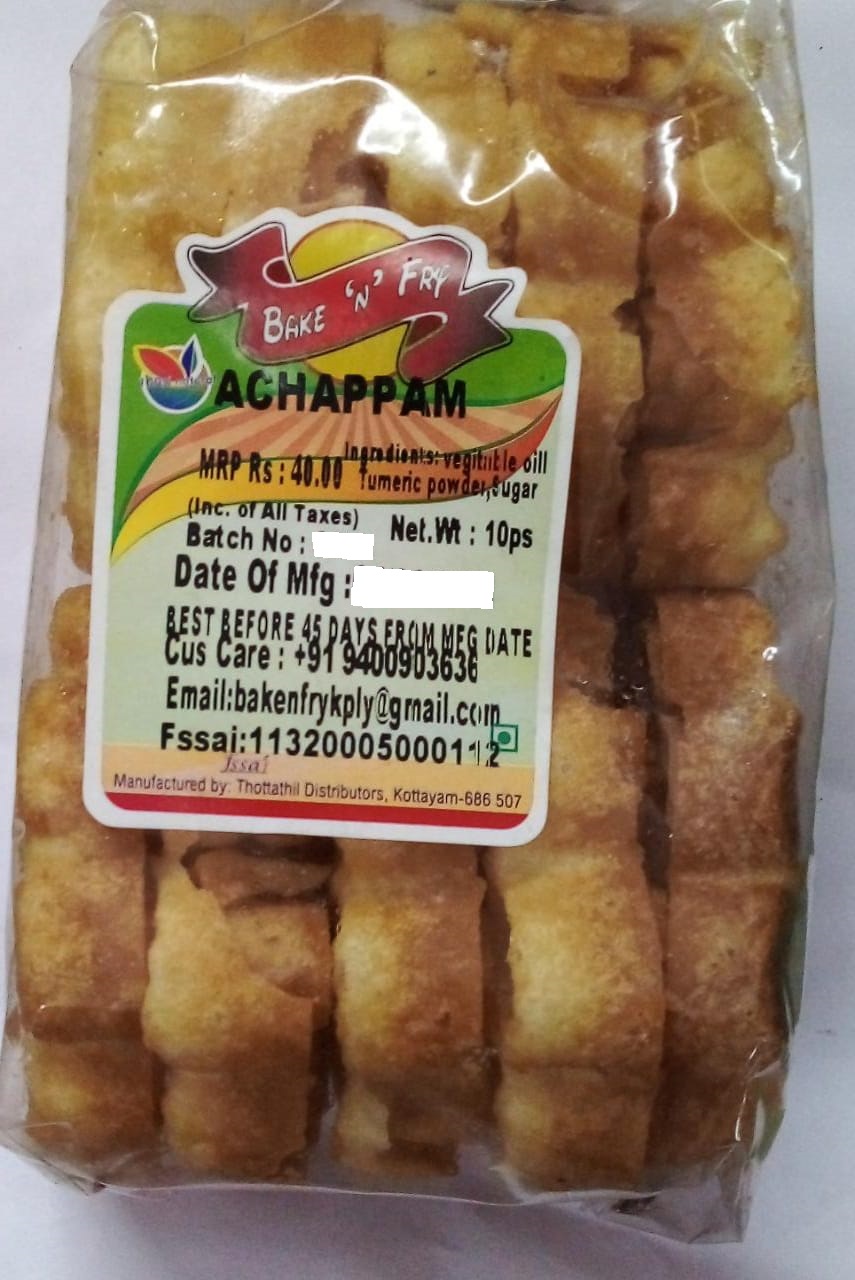 BAKE 'N' FRY
ACHAPPAM
MRP Rs : 40.00
Ingredients: vegitible oill
Tumeric powder,Sugar
(Inc. of All Taxes)
Net.Wt : 10ps
Batch No :
Date Of Mfg :
BEST BEFORE 45 DAYS FROM MFG DATE
Cus Care : +91 9400903636
Email:bakenfrykply@gmail.com
Fssai:11320005000112
fssai
Manufactured by: Thottathil Distributors, Kottayam-686 507